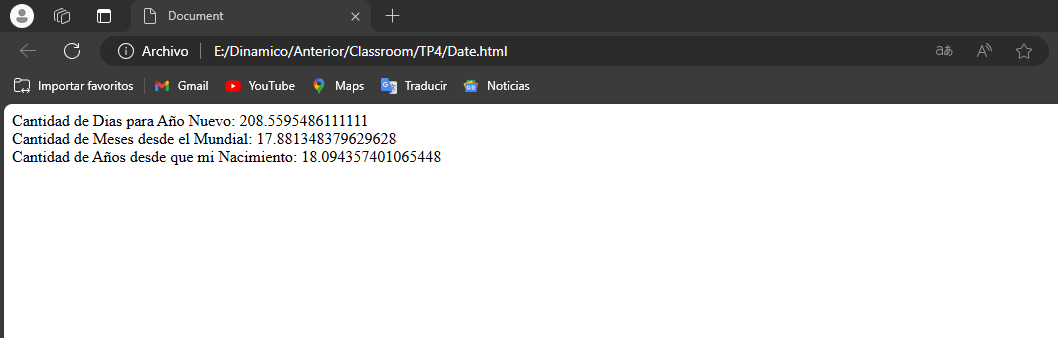 Document
Archivo E:/Dinamico/Anterior/Classroom/TP4/Date.html aあ A
Importar favoritos Gmail YouTube Maps Traducir Noticias
Cantidad de Dias para Año Nuevo: 208.5595486111111
Cantidad de Meses desde el Mundial: 17.881348379629628
Cantidad de Años desde que mi Nacimiento: 18.094357401065448